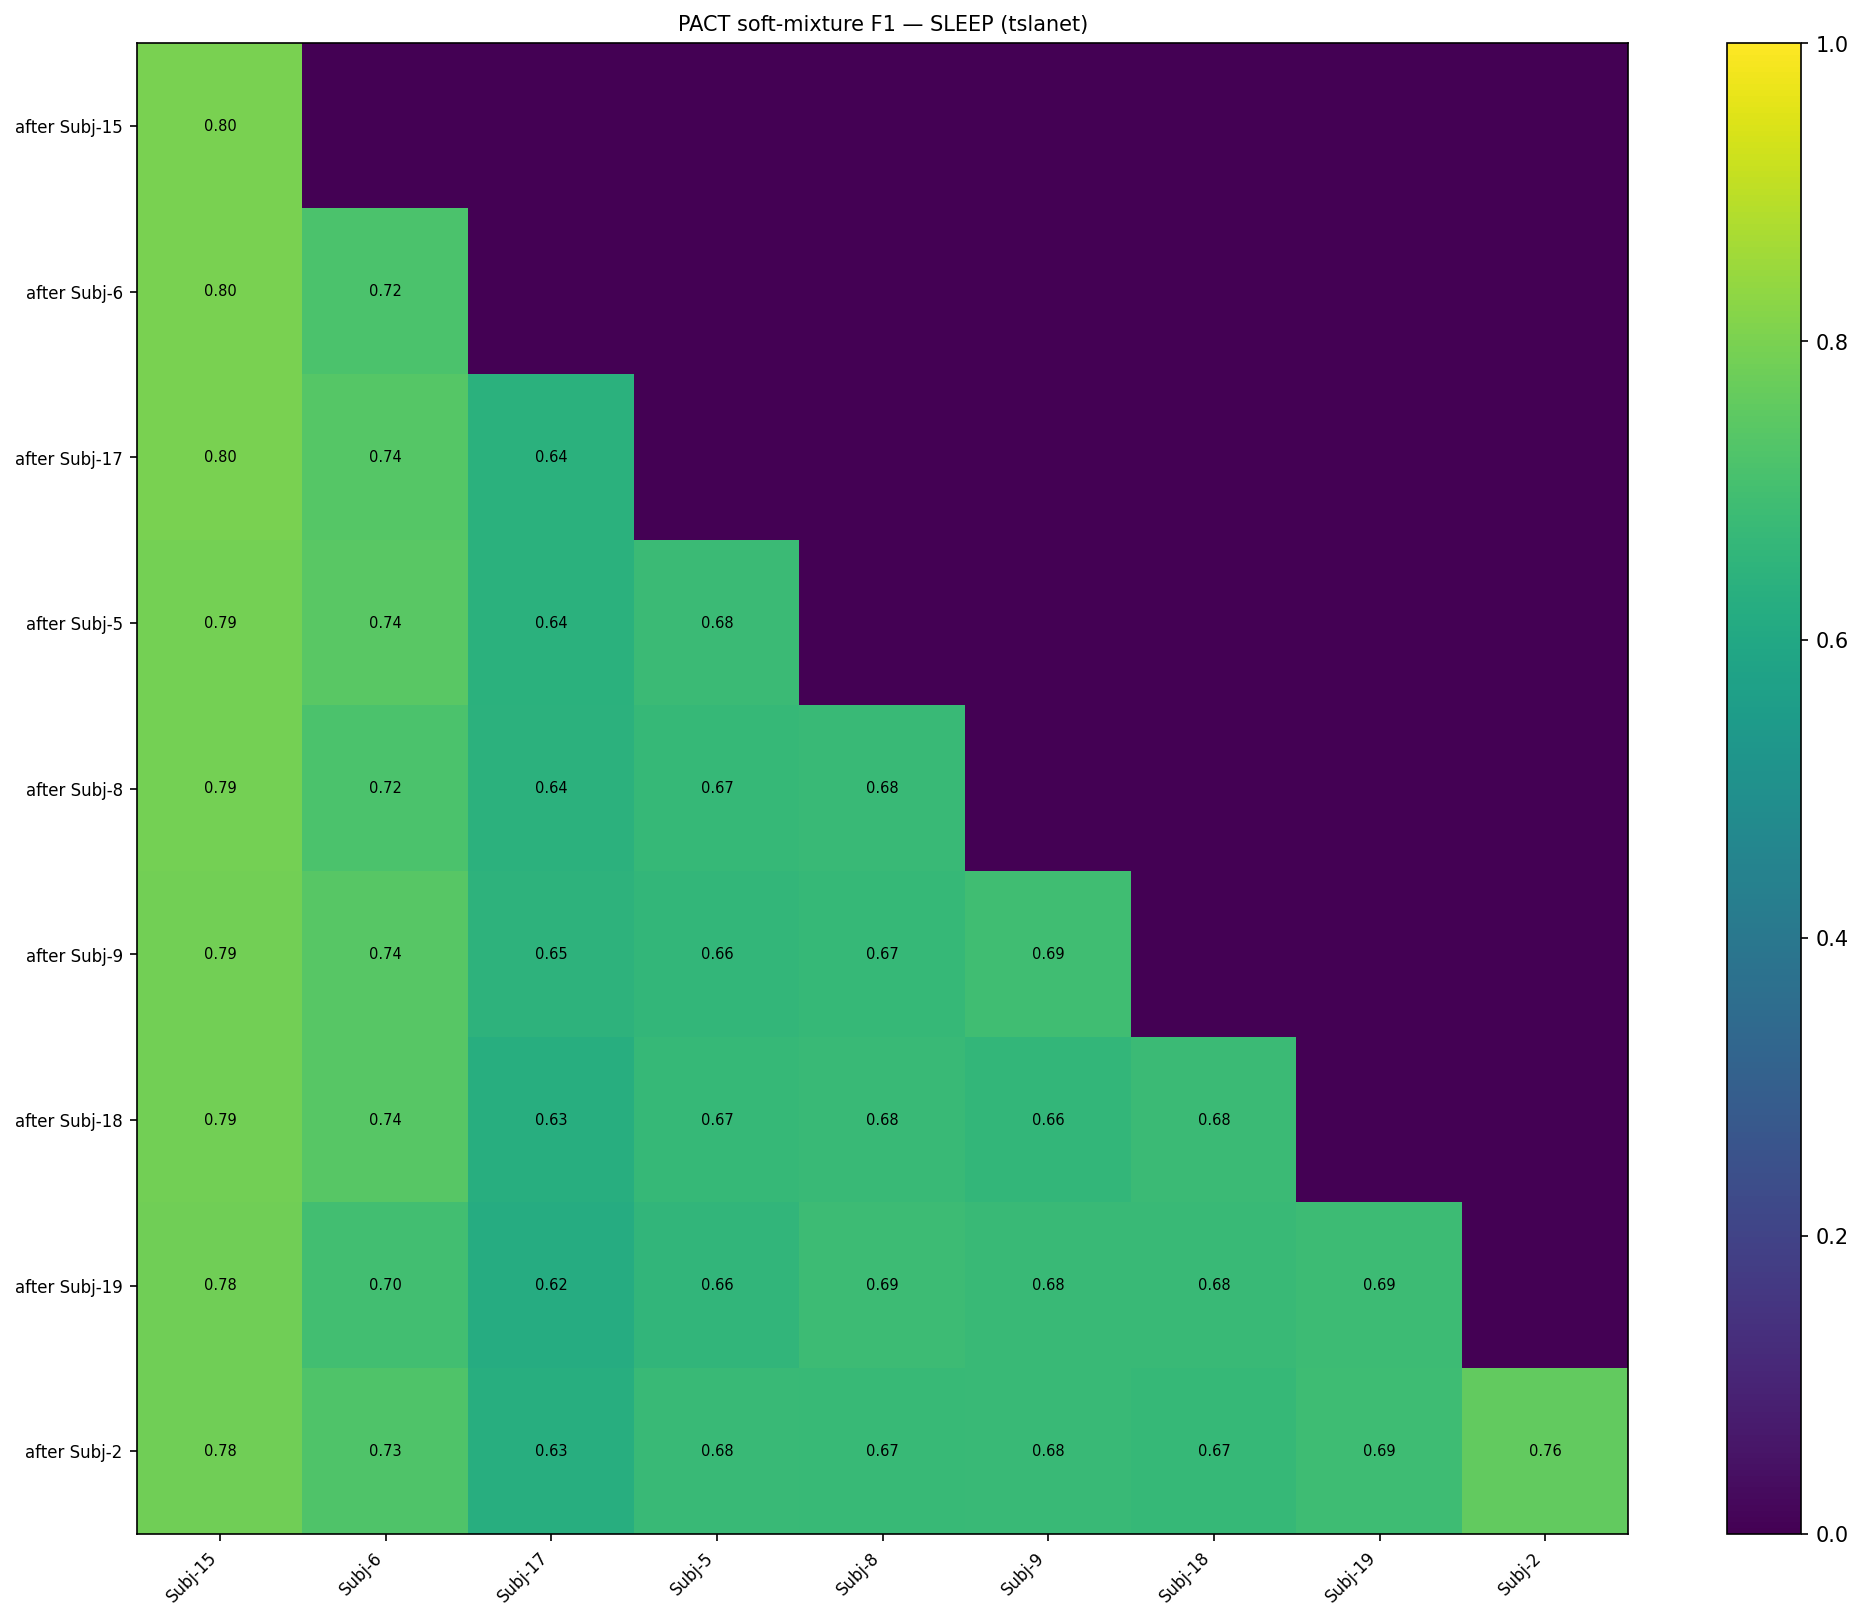 PACT soft-mixture F1 — SLEEP (tslanet)
after Subj-15 0.80
after Subj-6 0.80 0.72
after Subj-17 0.80 0.74 0.64
after Subj-5 0.79 0.74 0.64 0.68
after Subj-8 0.79 0.72 0.64 0.67 0.68
after Subj-9 0.79 0.74 0.65 0.66 0.67 0.69
after Subj-18 0.79 0.74 0.63 0.67 0.68 0.66 0.68
after Subj-19 0.78 0.70 0.62 0.66 0.69 0.68 0.68 0.69
after Subj-2 0.78 0.73 0.63 0.68 0.67 0.68 0.67 0.69 0.76
Subj-15 Subj-6 Subj-17 Subj-5 Subj-8 Subj-9 Subj-18 Subj-19 Subj-2
1.0
0.8
0.6
0.4
0.2
0.0